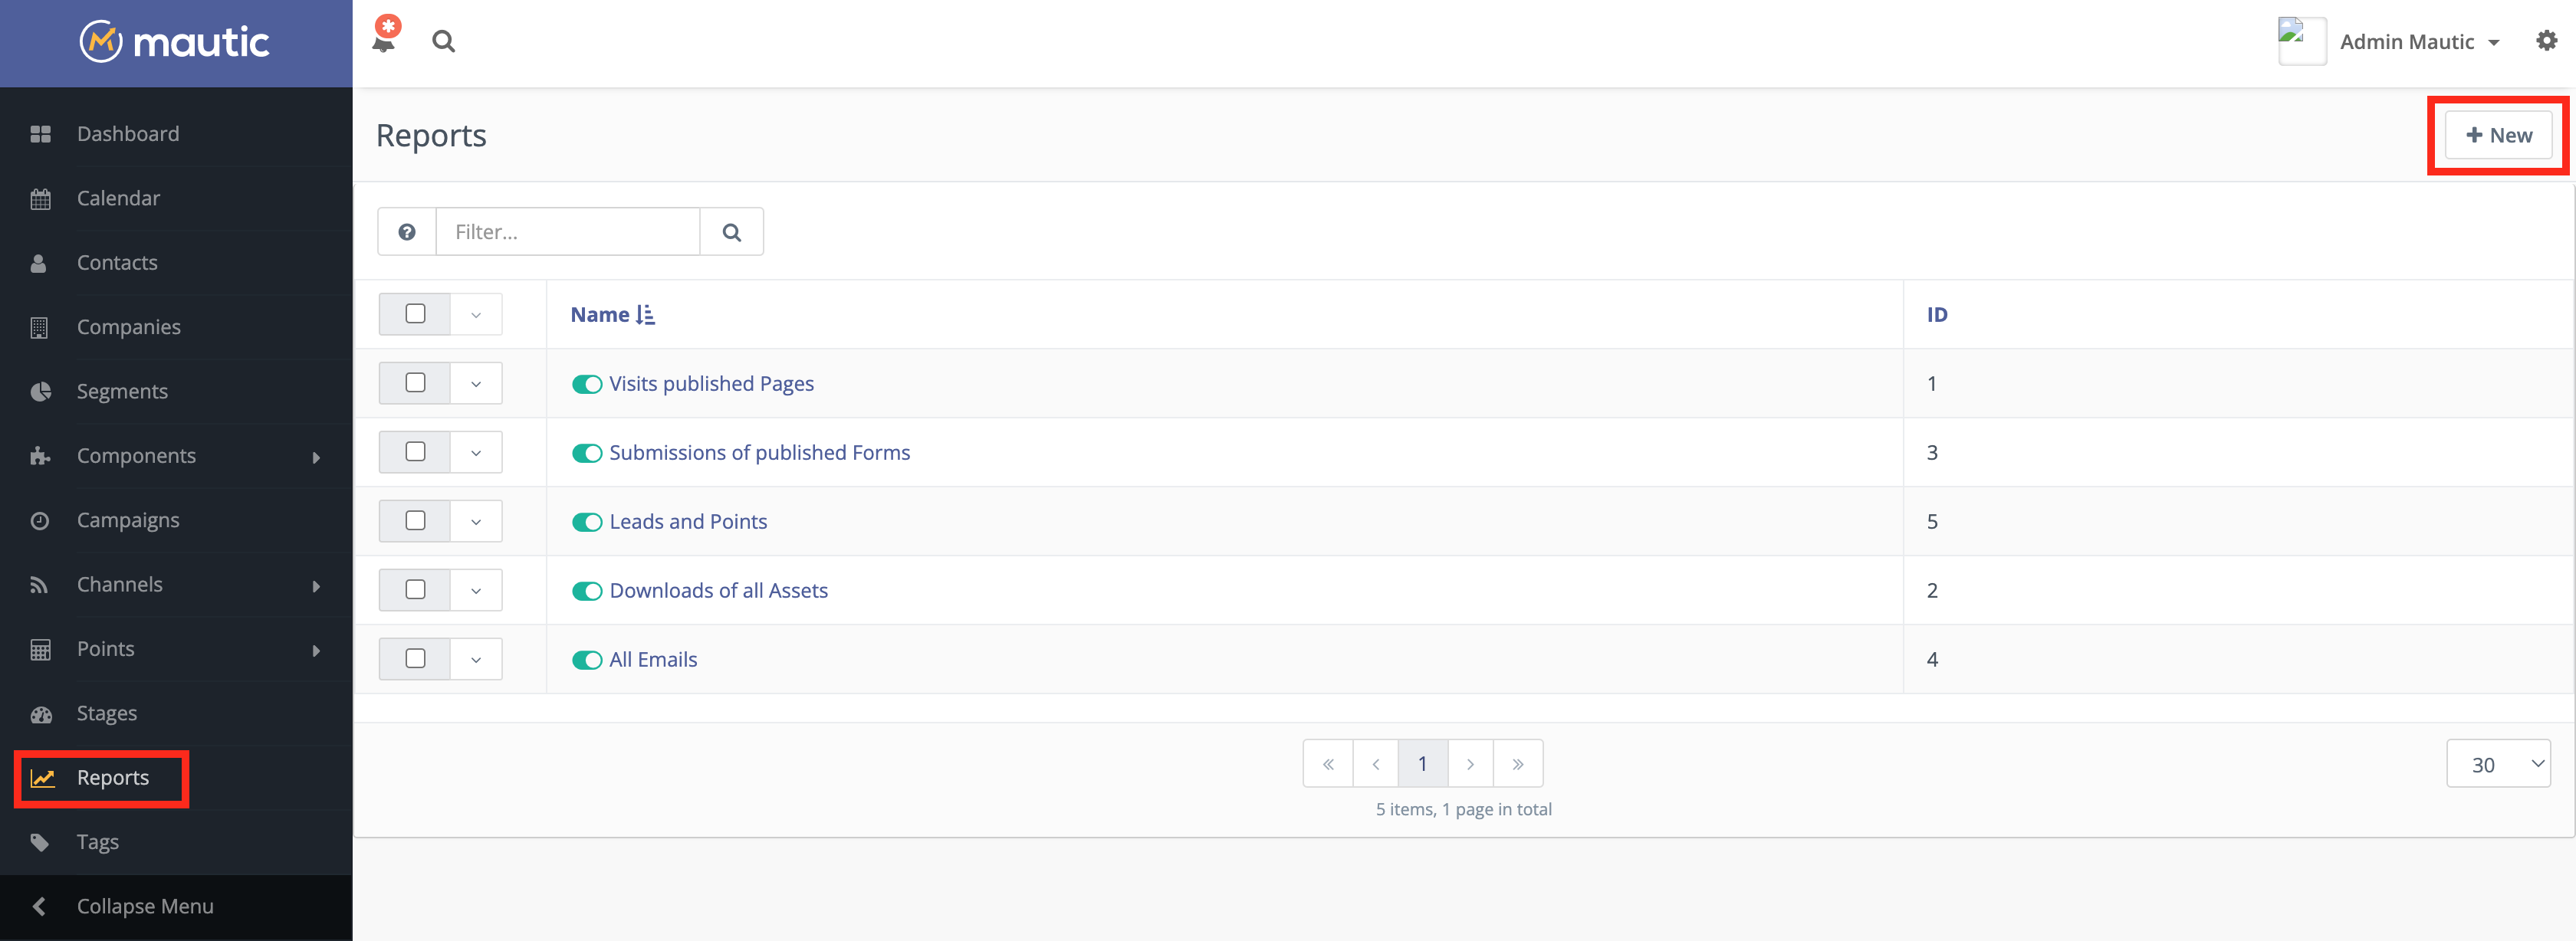 mautic
Admin Mautic
Dashboard
Calendar
Contacts
Companies
Segments
Components
Campaigns
Channels
Points
Stages
Reports
Tags
Collapse Menu
Reports
+ New
Filter...
Name ID
Visits published Pages 1
Submissions of published Forms 3
Leads and Points 5
Downloads of all Assets 2
All Emails 4
« ‹ 1 › »
30
5 items, 1 page in total